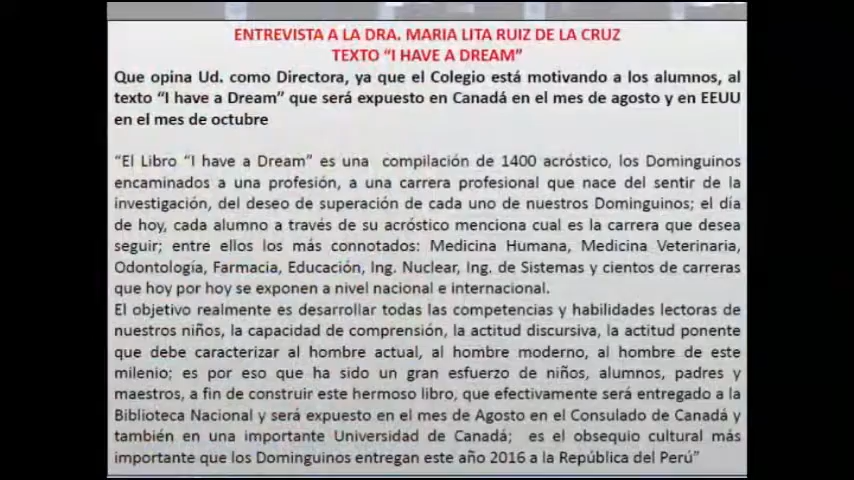 ENTREVISTA A LA DRA. MARIA LITA RUIZ DE LA CRUZ
TEXTO “I HAVE A DREAM”
Que opina Ud. como Directora, ya que el Colegio está motivando a los alumnos, al
texto “I have a Dream” que será expuesto en Canadá en el mes de agosto y en EEUU
en el mes de octubre
“El Libro “I have a Dream” es una compilación de 1400 acróstico, los Dominguinos
encaminados a una profesión, a una carrera profesional que nace del sentir de la
investigación, del deseo de superación de cada uno de nuestros Dominguinos; el día
de hoy, cada alumno a través de su acróstico menciona cual es la carrera que desea
seguir; entre ellos los más connotados: Medicina Humana, Medicina Veterinaria,
Odontología, Farmacia, Educación, Ing. Nuclear, Ing. de Sistemas y cientos de carreras
que hoy por hoy se exponen a nivel nacional e internacional.
El objetivo realmente es desarrollar todas las competencias y habilidades lectoras de
nuestros niños, la capacidad de comprensión, la actitud discursiva, la actitud ponente
que debe caracterizar al hombre actual, al hombre moderno, al hombre de este
milenio; es por eso que ha sido un gran esfuerzo de niños, alumnos, padres y
maestros, a fin de construir este hermoso libro, que efectivamente será entregado a la
Biblioteca Nacional y será expuesto en el mes de Agosto en el Consulado de Canadá y
también en una importante Universidad de Canadá; es el obsequio cultural más
importante que los Dominguinos entregan este año 2016 a la República del Perú”